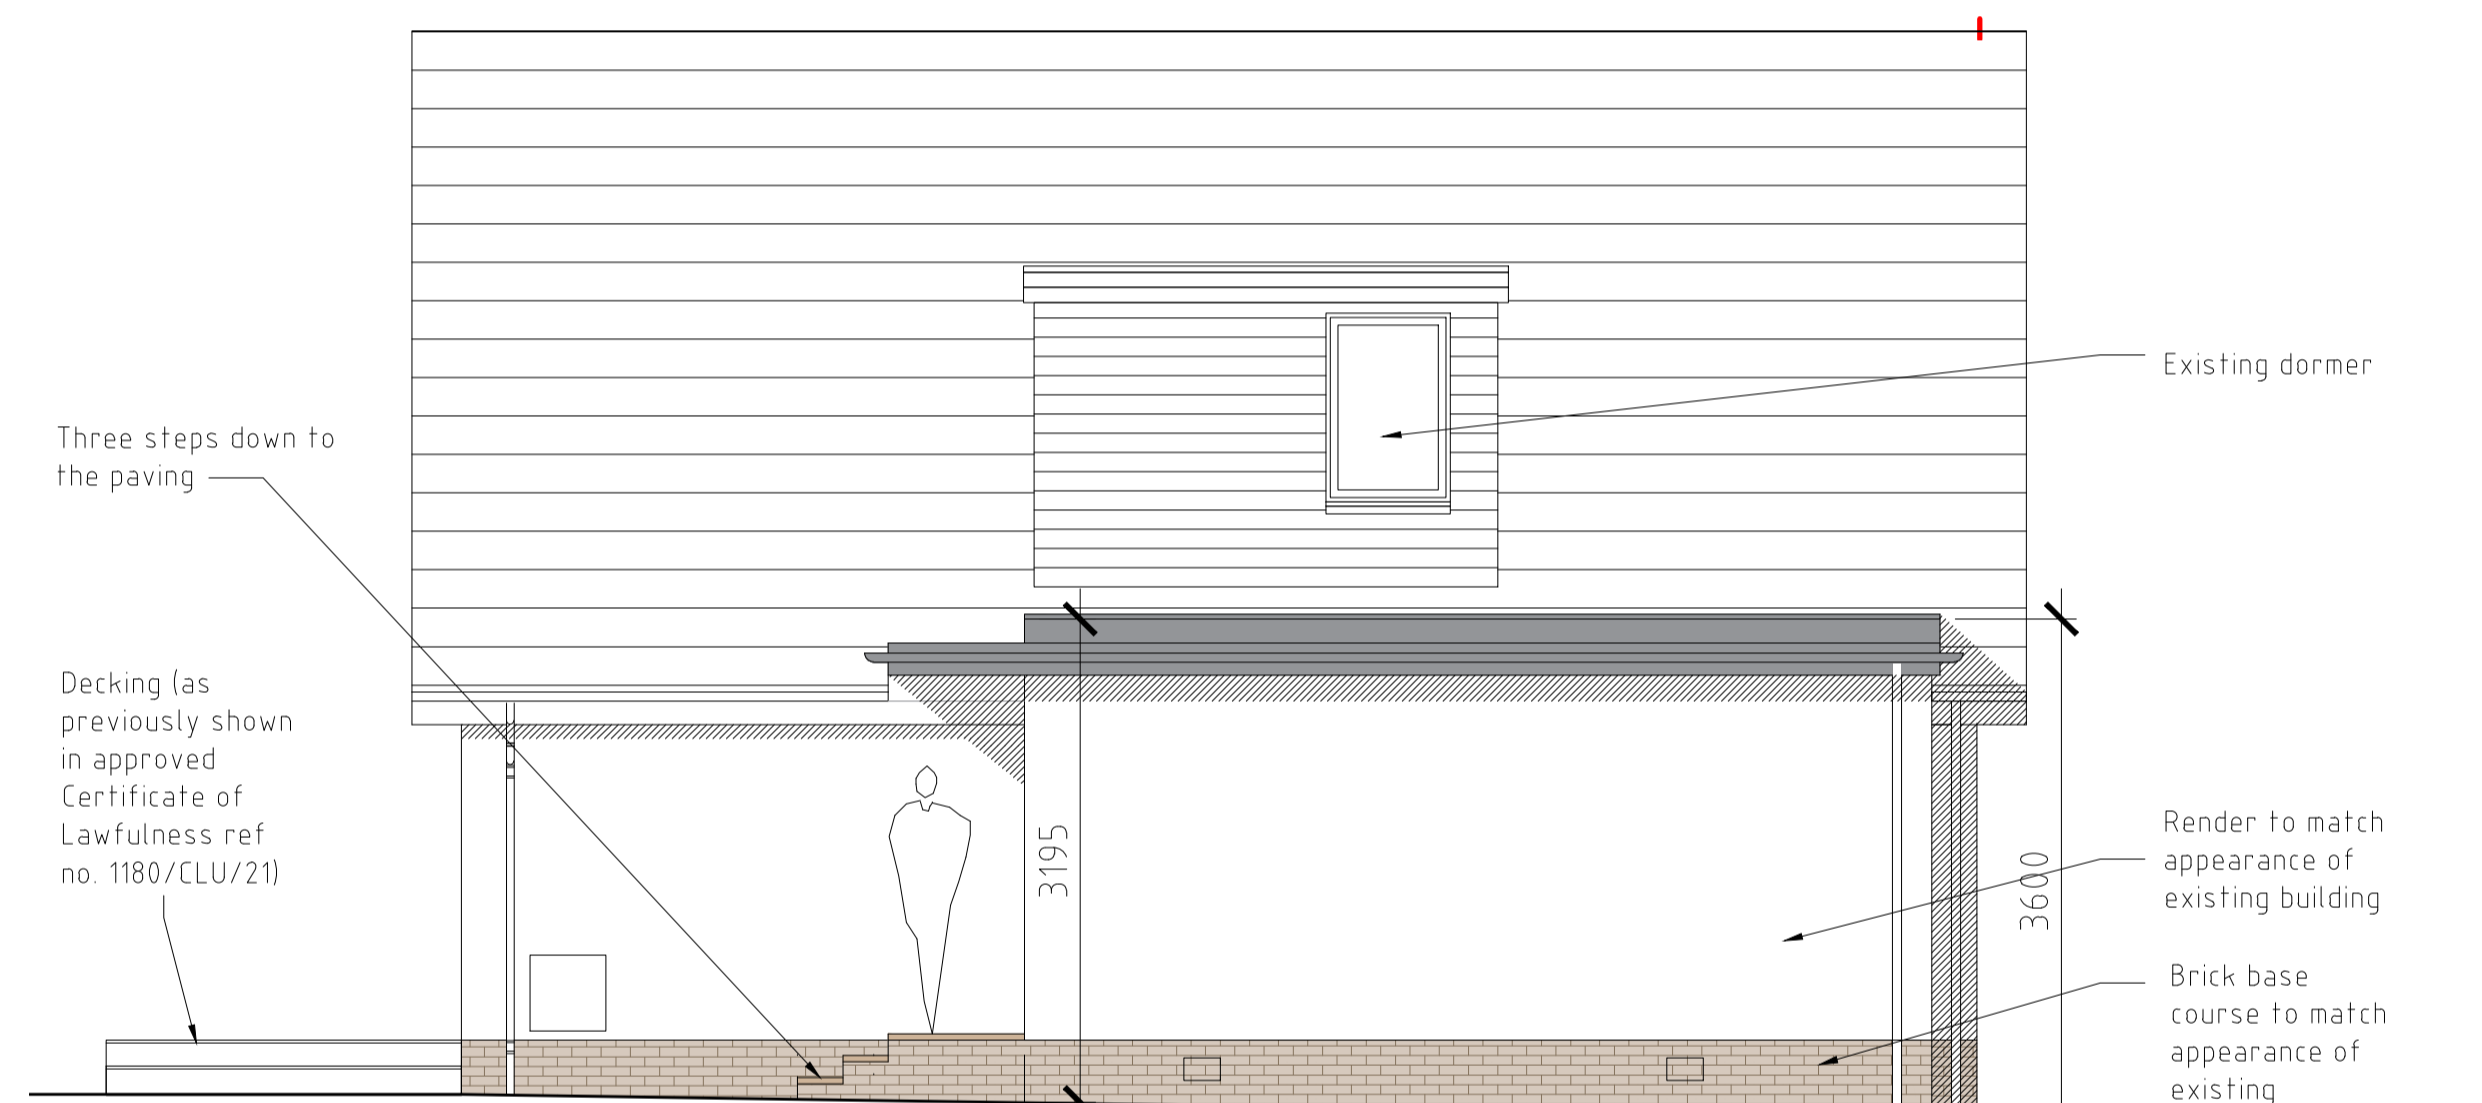 Existing dormer
Three steps down to
the paving
Decking (as
previously shown
in approved
Certificate of
Lawfulness ref
no. 1180/CLU/21)
3195
3600
Render to match
appearance of
existing building
Brick base
course to match
appearance of
existing